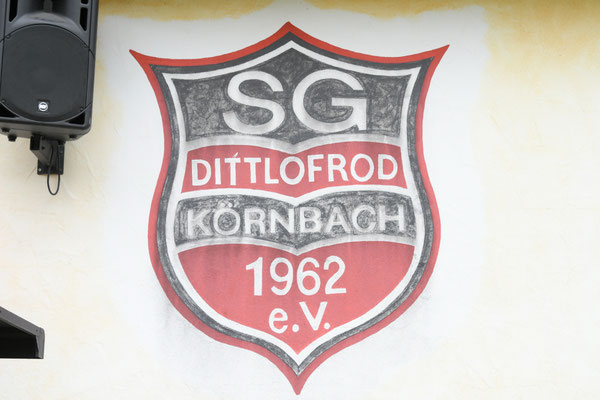 SG
DITTLOFROD
KÖRNBACH
1962
e.V.